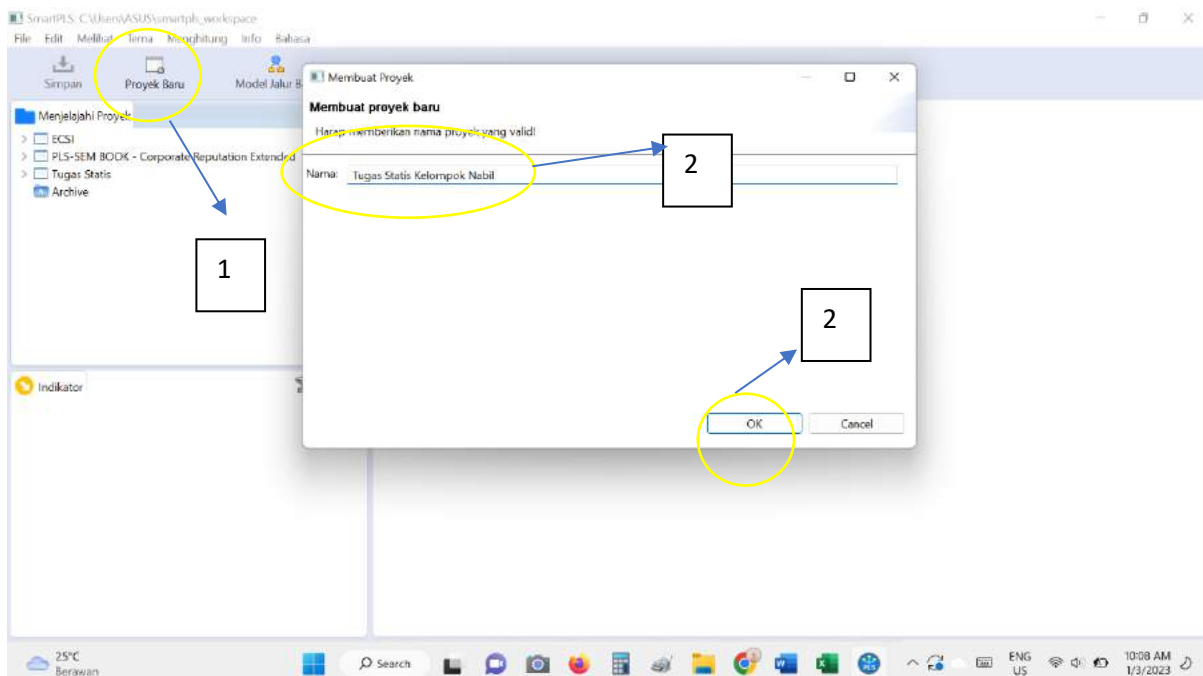 SmartPLS: C:\Users\ASUS\smartpls_workspace
File Edit Melihat Tema Menghitung Info Bahasa
Simpan Proyek Baru Model Jalur B
Menjelajahi Proyek
ECSI
PLS-SEM BOOK - Corporate Reputation Extended
Tugas Statis
Archive
1
Membuat Proyek
Membuat proyek baru
Harap memberikan nama proyek yang valid!
Nama: Tugas Statis Kelompok Nabil
2
2
OK Cancel
Indikator
25°C
Berawan
Search
PLS
ENG
US
10:08 AM
1/3/2023